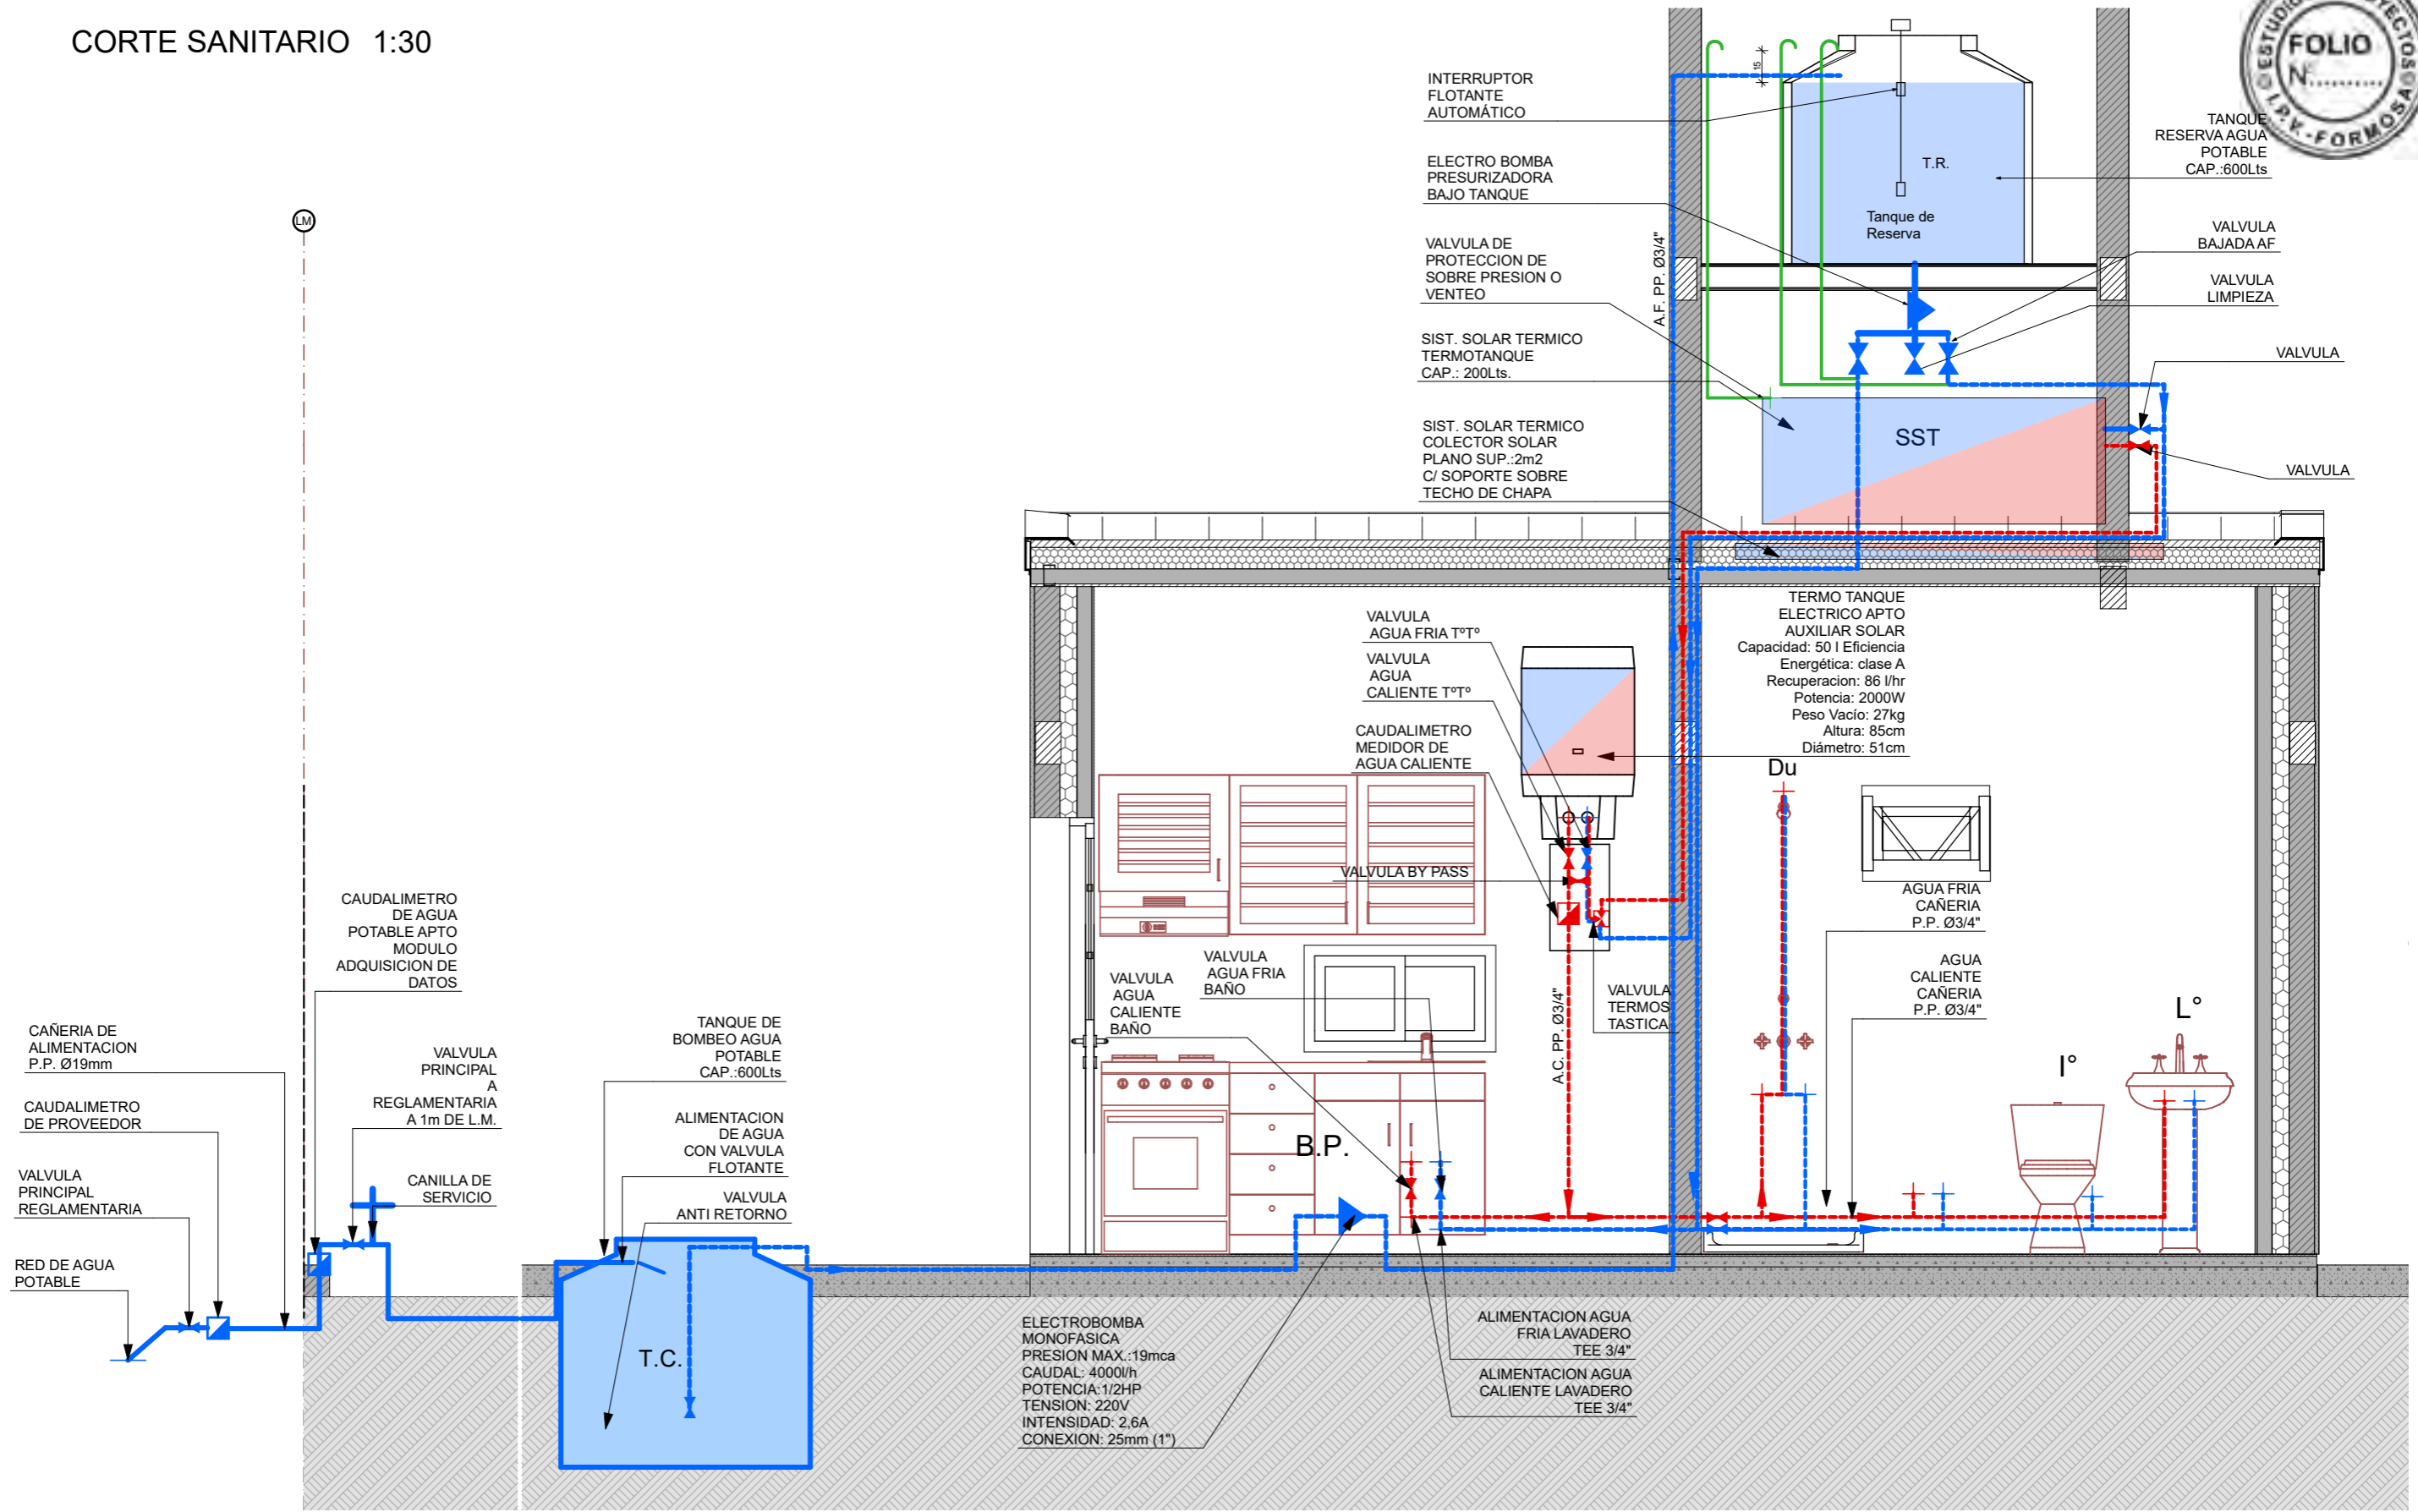 CORTE SANITARIO 1:30
ESTUDIO
YECTOS
FOLIO
Nº..........
I.P.V.-FORMOSA
LM
INTERRUPTOR
FLOTANTE
AUTOMÁTICO
ELECTRO BOMBA
PRESURIZADORA
BAJO TANQUE
VALVULA DE
PROTECCION DE
SOBRE PRESION O
VENTEO
SIST. SOLAR TERMICO
TERMOTANQUE
CAP.: 200Lts.
SIST. SOLAR TERMICO
COLECTOR SOLAR
PLANO SUP.:2m2
C/ SOPORTE SOBRE
TECHO DE CHAPA
A.F. PP. Ø3/4"
15
T.R.
Tanque de
Reserva
TANQUE
RESERVA AGUA
POTABLE
CAP.:600Lts
VALVULA
BAJADA AF
VALVULA
LIMPIEZA
VALVULA
VALVULA
SST
VALVULA
AGUA FRIA TºTº
VALVULA
AGUA
CALIENTE TºTº
CAUDALIMETRO
MEDIDOR DE
AGUA CALIENTE
VALVULA BY PASS
TERMO TANQUE
ELECTRICO APTO
AUXILIAR SOLAR
Capacidad: 50 l Eficiencia
Energética: clase A
Recuperacion: 86 l/hr
Potencia: 2000W
Peso Vacío: 27kg
Altura: 85cm
Diámetro: 51cm
Du
AGUA FRIA
CAÑERIA
P.P. Ø3/4"
AGUA
CALIENTE
CAÑERIA
P.P. Ø3/4"
L°
I°
VALVULA
AGUA FRIA
BAÑO
VALVULA
AGUA
CALIENTE
BAÑO
A.C. PP. Ø3/4"
VALVULA
TERMOS
TASTICA
B.P.
CAUDALIMETRO
DE AGUA
POTABLE APTO
MODULO
ADQUISICION DE
DATOS
CAÑERIA DE
ALIMENTACION
P.P. Ø19mm
CAUDALIMETRO
DE PROVEEDOR
VALVULA
PRINCIPAL
REGLAMENTARIA
RED DE AGUA
POTABLE
VALVULA
PRINCIPAL
A
REGLAMENTARIA
A 1m DE L.M.
CANILLA DE
SERVICIO
TANQUE DE
BOMBEO AGUA
POTABLE
CAP.:600Lts
ALIMENTACION
DE AGUA
CON VALVULA
FLOTANTE
VALVULA
ANTI RETORNO
T.C.
ELECTROBOMBA
MONOFASICA
PRESION MAX.:19mca
CAUDAL: 4000l/h
POTENCIA:1/2HP
TENSION: 220V
INTENSIDAD: 2,6A
CONEXION: 25mm (1")
ALIMENTACION AGUA
FRIA LAVADERO
TEE 3/4"
ALIMENTACION AGUA
CALIENTE LAVADERO
TEE 3/4"